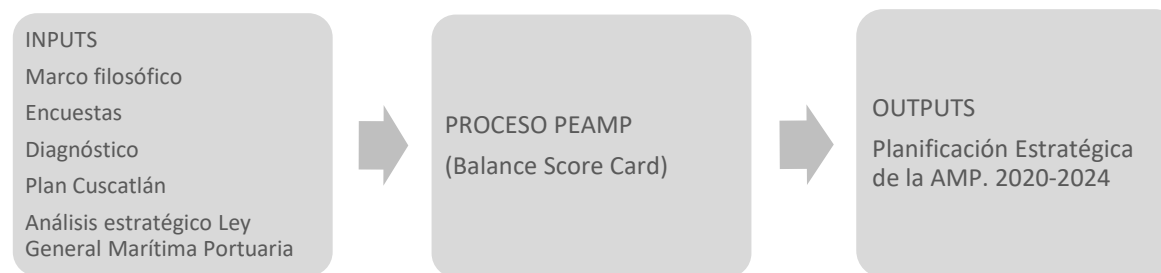 INPUTS
Marco filosófico
Encuestas
Diagnóstico
Plan Cuscatlán
Análisis estratégico Ley
General Marítima Portuaria
PROCESO PEAMP
(Balance Score Card)
OUTPUTS
Planificación Estratégica
de la AMP. 2020-2024